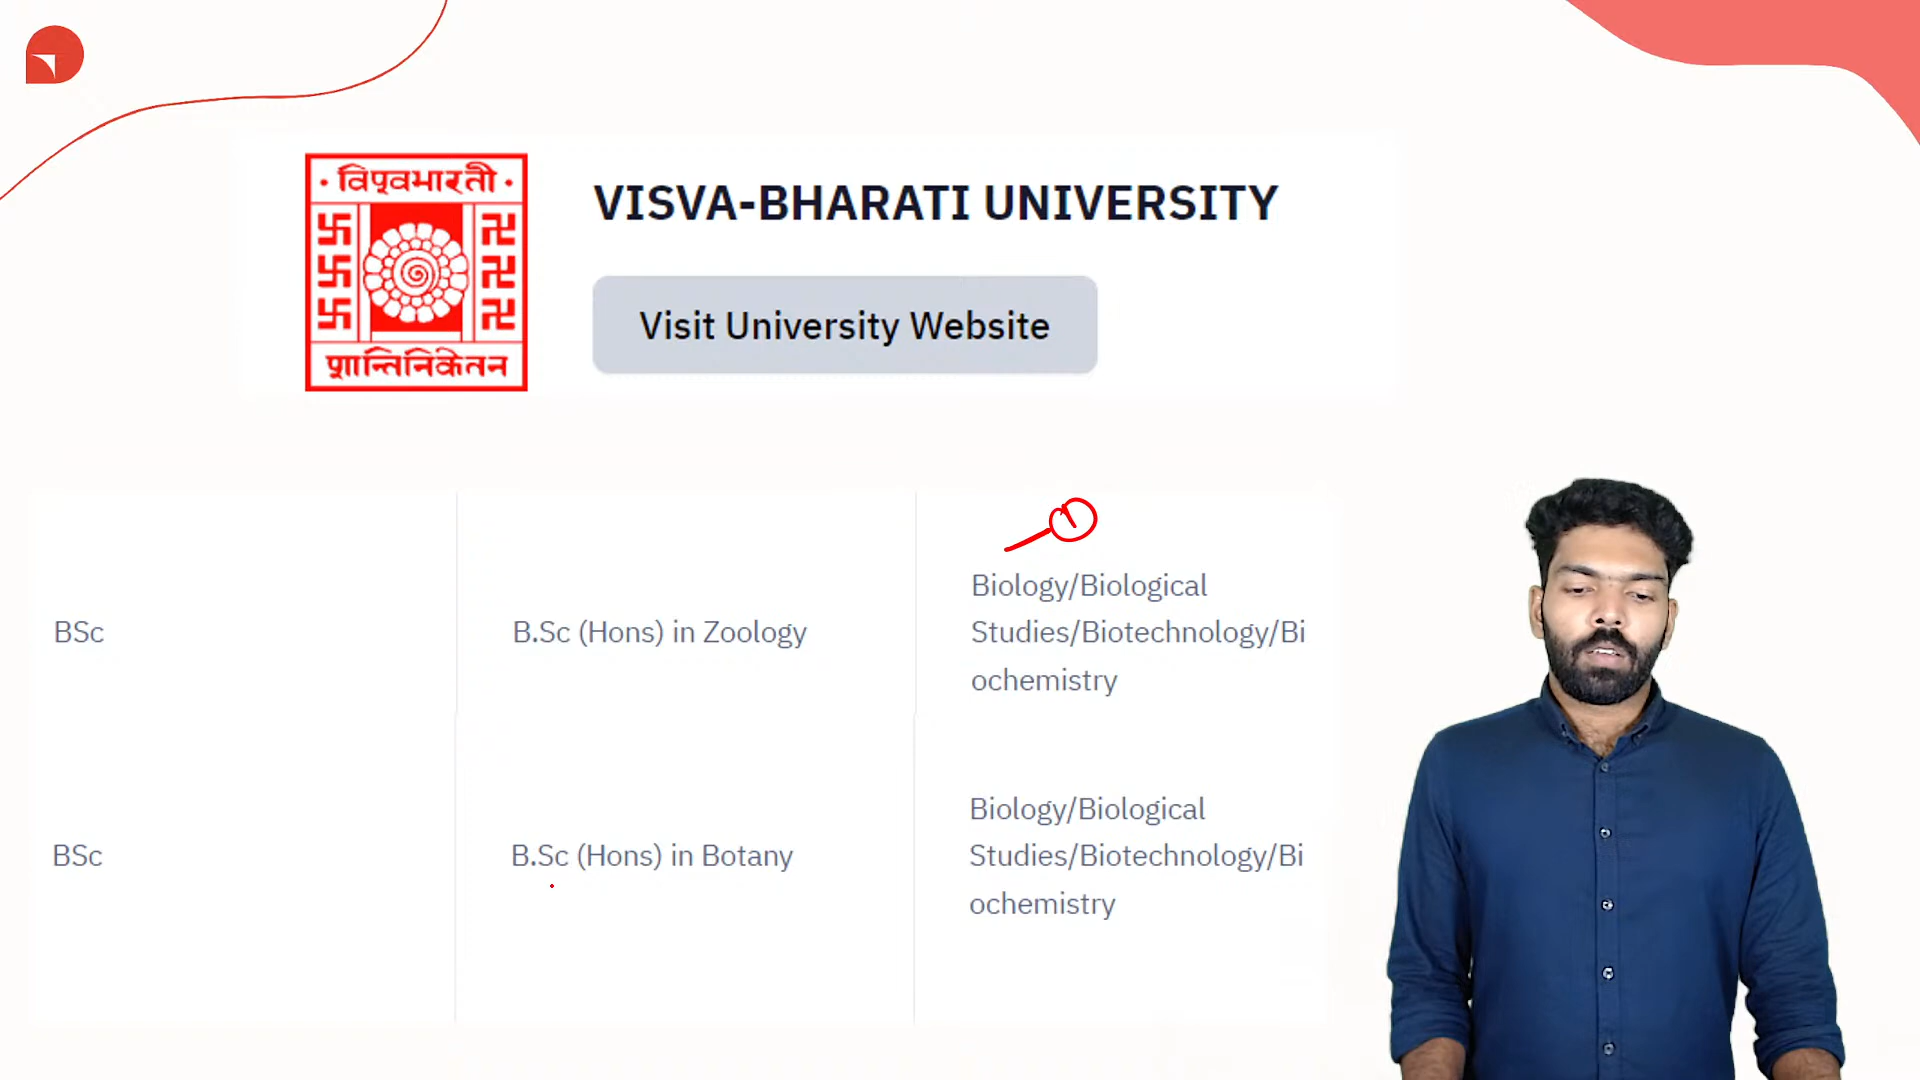 · विपूवभारती ·
VISVA-BHARATI UNIVERSITY
Visit University Website
शान्तिनिकेतन
1
BSc
B.Sc (Hons) in Zoology
Biology/Biological
Studies/Biotechnology/Bi
ochemistry
BSc
B.Sc (Hons) in Botany
Biology/Biological
Studies/Biotechnology/Bi
ochemistry